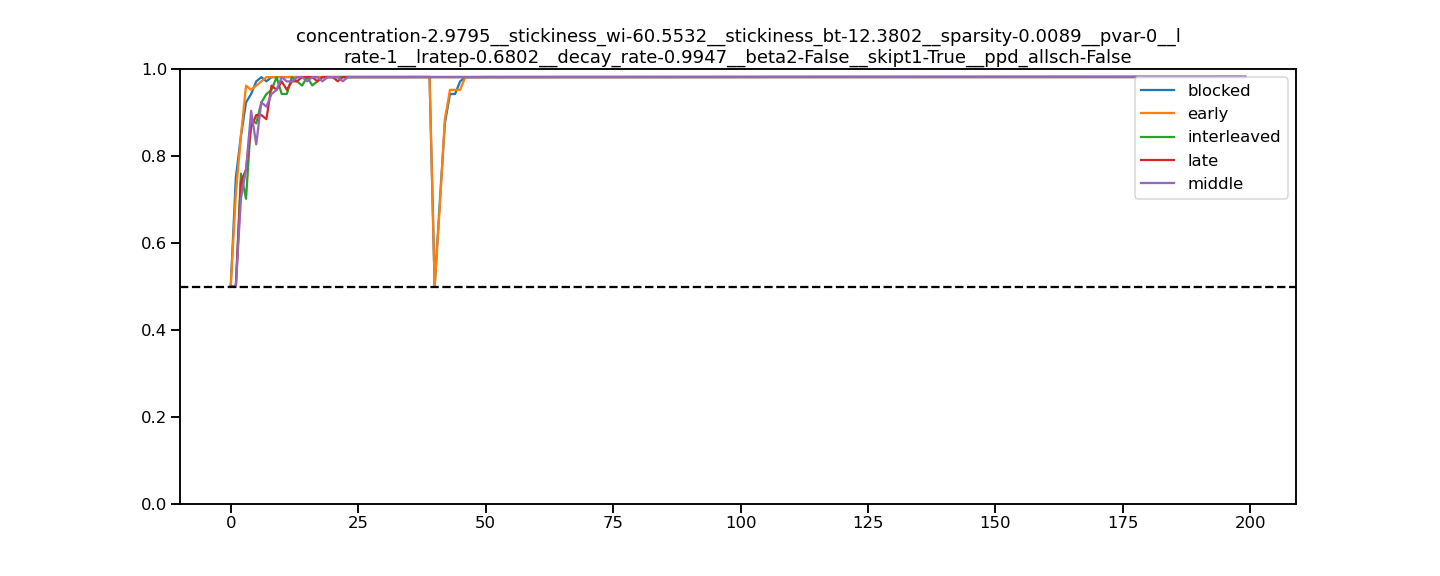 concentration-2.9795__stickiness_wi-60.5532__stickiness_bt-12.3802__sparsity-0.0089__pvar-0__l
rate-1__lratep-0.6802__decay_rate-0.9947__beta2-False__skipt1-True__ppd_allsch-False
1.0
0.8
0.6
0.4
0.2
0.0
0 25 50 75 100 125 150 175 200
blocked
early
interleaved
late
middle